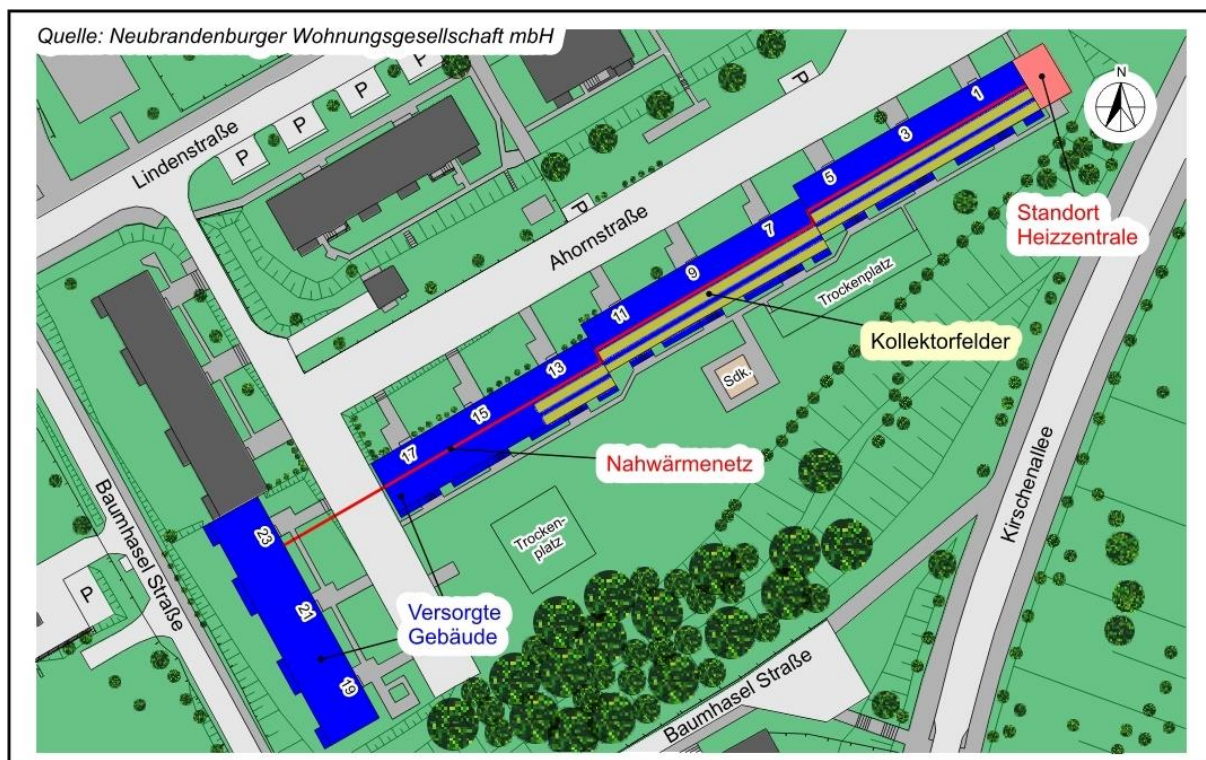 Quelle: Neubrandenburger Wohnungsgesellschaft mbH
N
P
P
P
P
P
P
Lindenstraße
Ahornstraße
1
3
5
7
9
11
13
15
17
Standort
Heizzentrale
Trockenplatz
Kollektorfelder
Sdk.
Nahwärmenetz
Trocken-
platz
Kirschenallee
Baumhasel Straße
P
23
21
19
Versorgte
Gebäude
Baumhasel Straße